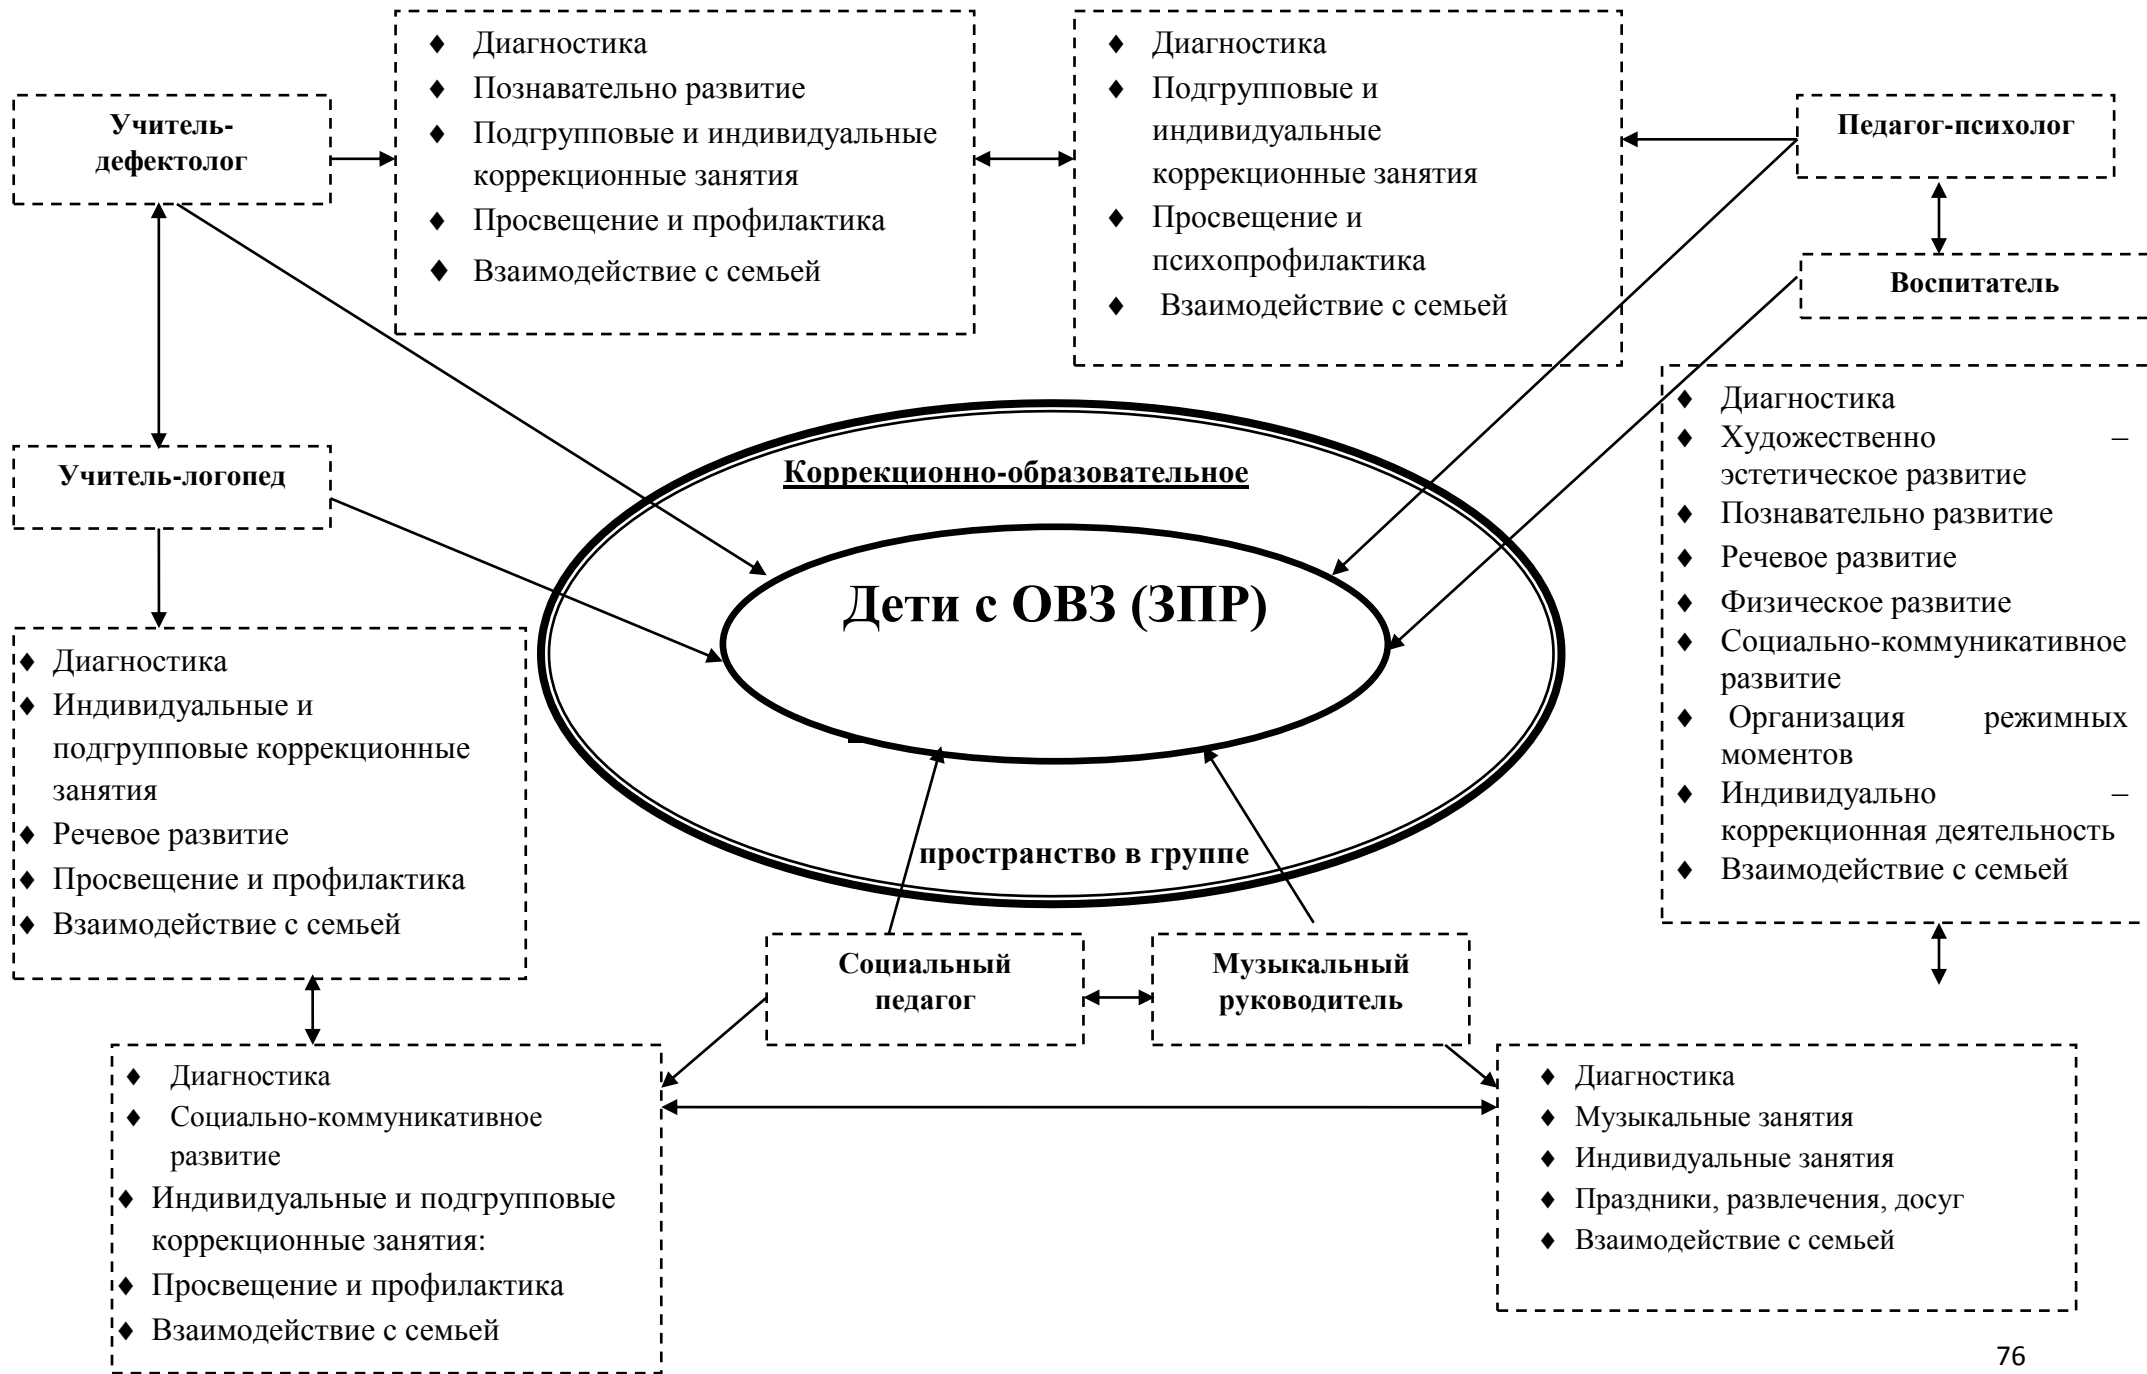 Учитель-
дефектолог
♦ Диагностика
♦ Познавательно развитие
♦ Подгрупповые и индивидуальные
коррекционные занятия
♦ Просвещение и профилактика
♦ Взаимодействие с семьей
♦ Диагностика
♦ Подгрупповые и
индивидуальные
коррекционные занятия
♦ Просвещение и
психопрофилактика
♦ Взаимодействие с семьей
Педагог-психолог
Воспитатель
♦ Диагностика
♦ Художественно –
эстетическое развитие
♦ Познавательно развитие
♦ Речевое развитие
♦ Физическое развитие
♦ Социально-коммуникативное
развитие
♦ Организация режимных
моментов
♦ Индивидуально –
коррекционная деятельность
♦ Взаимодействие с семьей
Учитель-логопед
Коррекционно-образовательное
Дети с ОВЗ (ЗПР)
пространство в группе
♦ Диагностика
♦ Индивидуальные и
подгрупповые коррекционные
занятия
♦ Речевое развитие
♦ Просвещение и профилактика
♦ Взаимодействие с семьей
Социальный
педагог
Музыкальный
руководитель
♦ Диагностика
♦ Социально-коммуникативное
развитие
♦ Индивидуальные и подгрупповые
коррекционные занятия:
♦ Просвещение и профилактика
♦ Взаимодействие с семьей
♦ Диагностика
♦ Музыкальные занятия
♦ Индивидуальные занятия
♦ Праздники, развлечения, досуг
♦ Взаимодействие с семьей
76